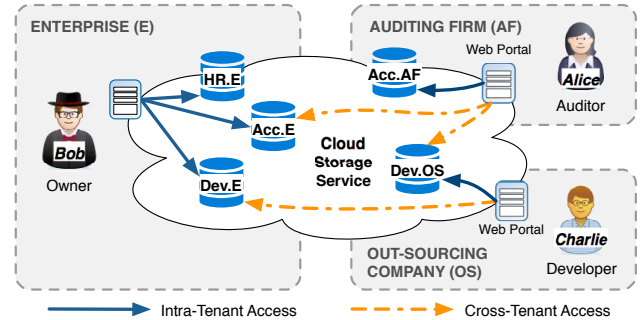 ENTERPRISE (E)
AUDITING FIRM (AF)
Web Portal
HR.E
Acc.AF
Alice
Auditor
Acc.E
Bob
Owner
Cloud
Storage
Service
Dev.E
Dev.OS
Web Portal
Charlie
Developer
OUT-SOURCING
COMPANY (OS)
Intra-Tenant Access
Cross-Tenant Access